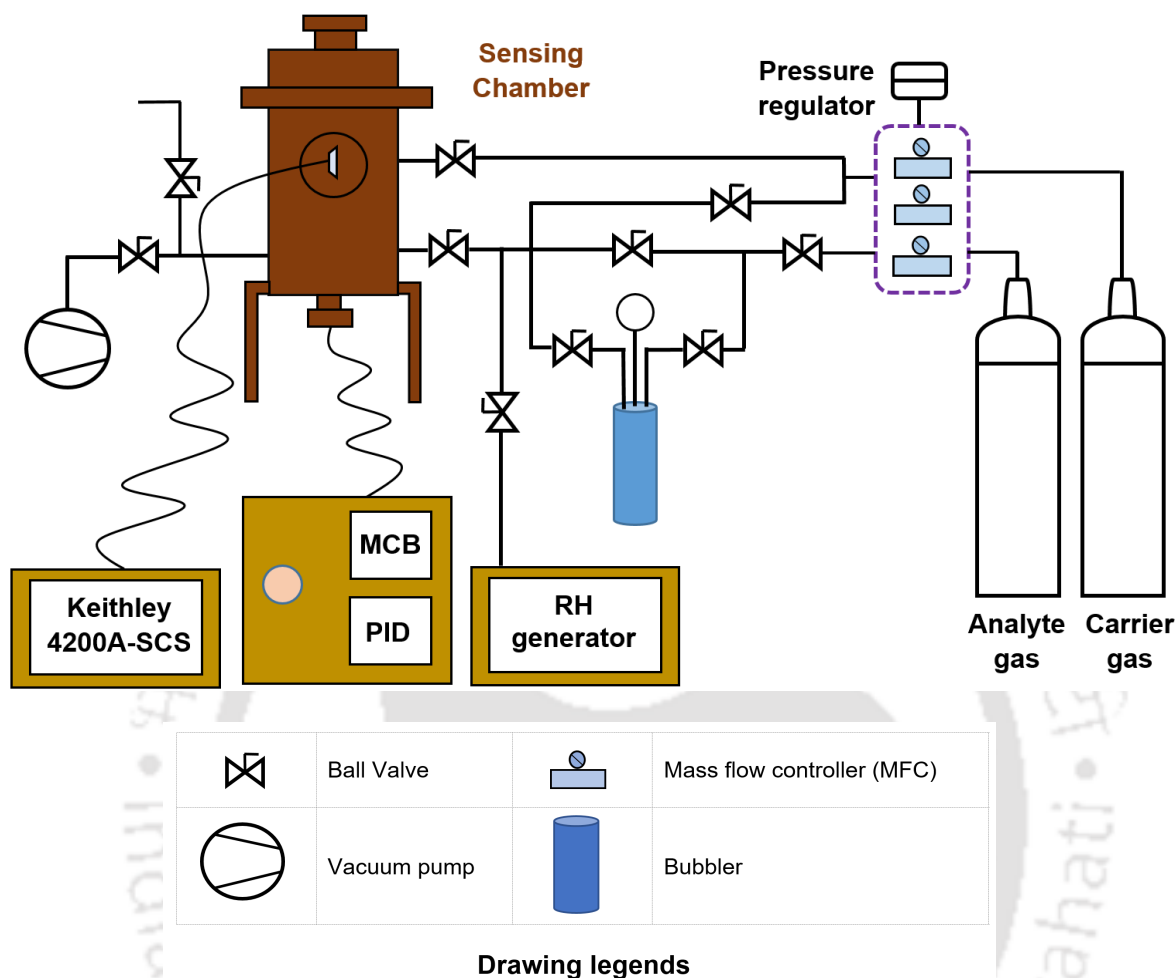 Sensing
Chamber
Pressure
regulator
Keithley
4200A-SCS
MCB
PID
RH
generator
Analyte
gas
Carrier
gas
Ball Valve
Mass flow controller (MFC)
Vacuum pump
Bubbler
Drawing legends
ahati